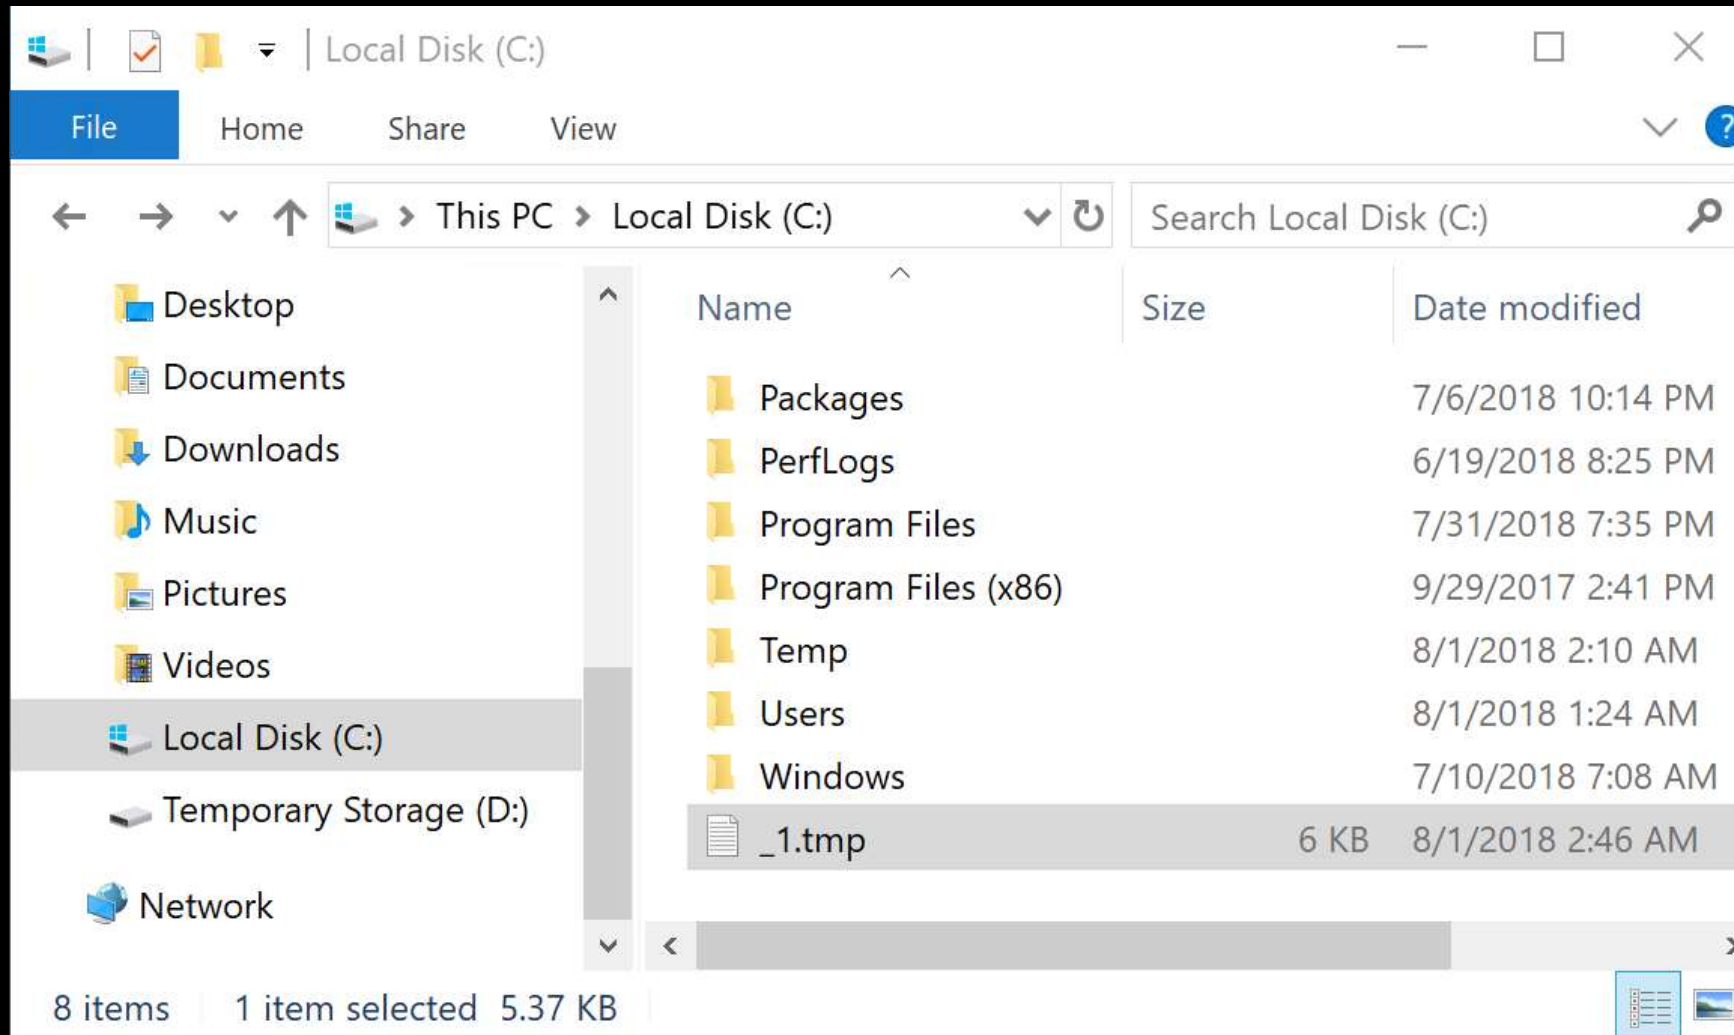 Local Disk (C:)
File Home Share View ?
This PC > Local Disk (C:) Search Local Disk (C:)
Desktop
Documents
Downloads
Music
Pictures
Videos
Local Disk (C:)
Temporary Storage (D:)
Network
Name Size Date modified
Packages 7/6/2018 10:14 PM
PerfLogs 6/19/2018 8:25 PM
Program Files 7/31/2018 7:35 PM
Program Files (x86) 9/29/2017 2:41 PM
Temp 8/1/2018 2:10 AM
Users 8/1/2018 1:24 AM
Windows 7/10/2018 7:08 AM
_1.tmp 6 KB 8/1/2018 2:46 AM
8 items 1 item selected 5.37 KB